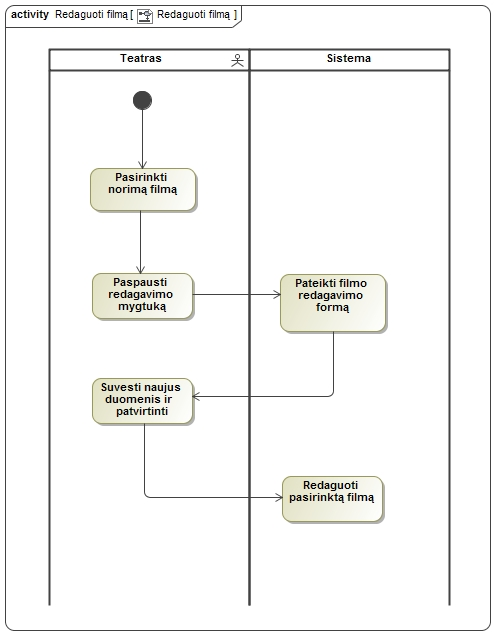 activity Redaguoti filmą [ Redaguoti filmą ]
Teatras
Sistema
Pasirinkti
norimą filmą
Paspausti
redagavimo
mygtuką
Pateikti filmo
redagavimo
formą
Suvesti naujus
duomenis ir
patvirtinti
Redaguoti
pasirinktą filmą